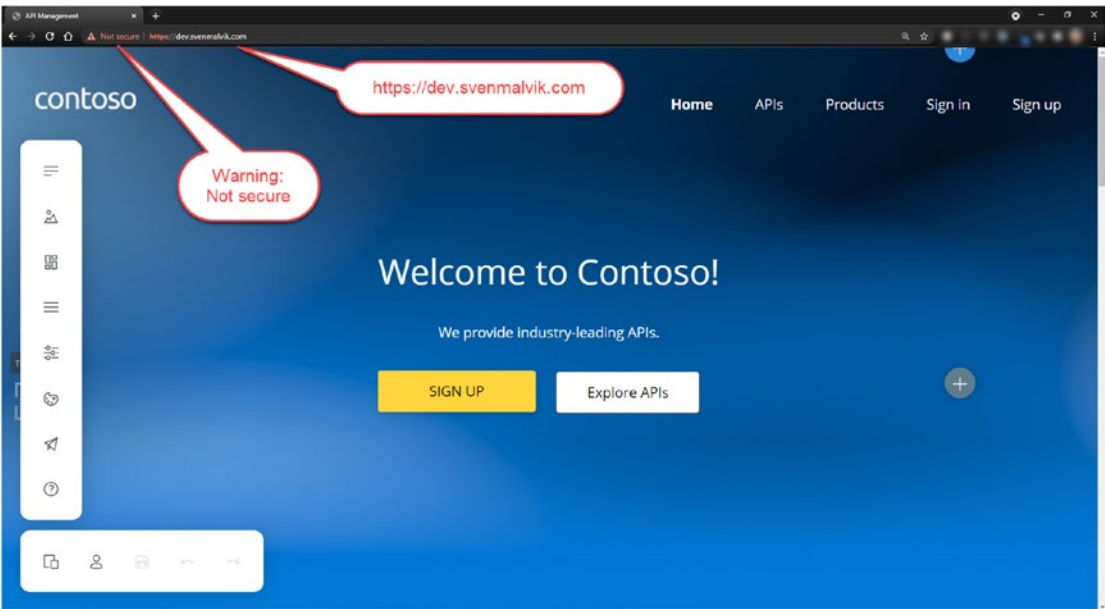 API Management
Not secure | https://dev.svenmalvik.com
https://dev.svenmalvik.com
contoso
Home APIs Products Sign in Sign up
Warning:
Not secure
Welcome to Contoso!
We provide industry-leading APIs.
SIGN UP Explore APIs